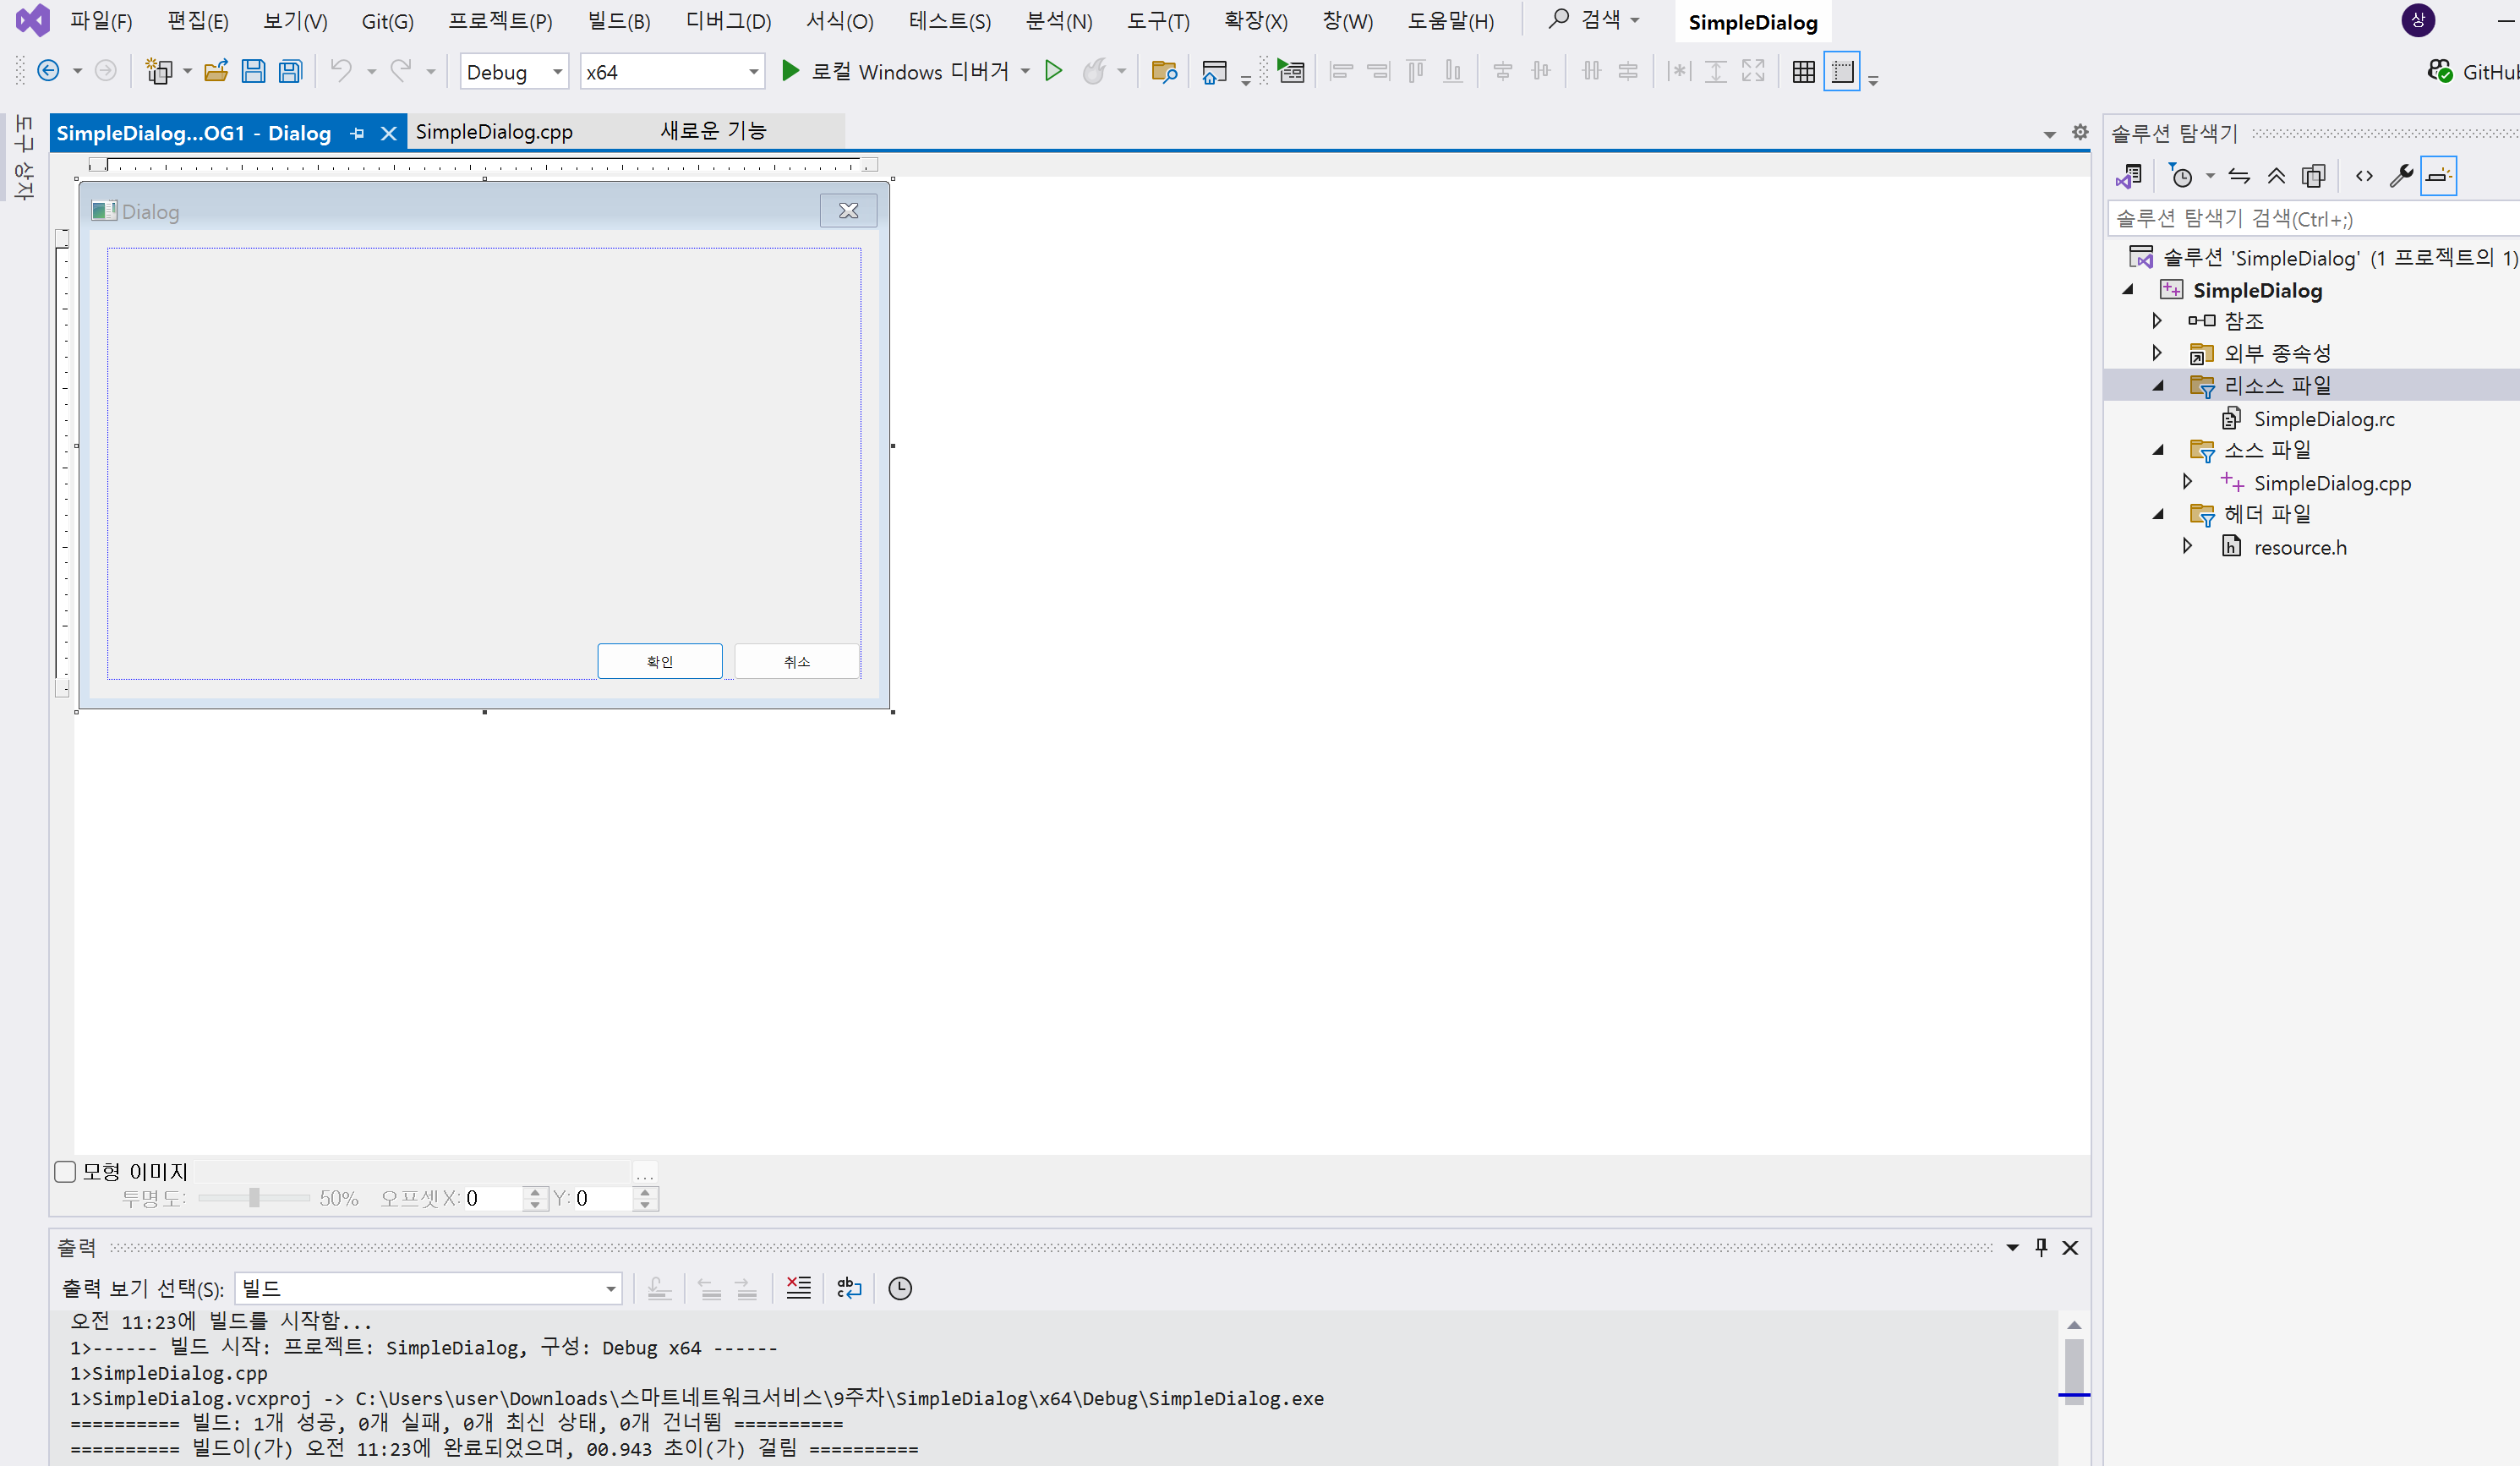 파일(F) 편집(E) 보기(V) Git(G) 프로젝트(P) 빌드(B) 디버그(D) 서식(O) 테스트(S) 분석(N) 도구(T) 확장(X) 창(W) 도움말(H) 검색 SimpleDialog 상
Debug x64 로컬 Windows 디버거 GitHub
도구 상자
SimpleDialog...OG1 - Dialog SimpleDialog.cpp 새로운 기능
Dialog
확인 취소
모형 이미지 ...
투명도: 50% 오프셋 X: 0 Y: 0
출력
출력 보기 선택(S): 빌드
오전 11:23에 빌드를 시작함...
1>------ 빌드 시작: 프로젝트: SimpleDialog, 구성: Debug x64 ------
1>SimpleDialog.cpp
1>SimpleDialog.vcxproj -> C:\Users\user\Downloads\스마트네트워크서비스\9주차\SimpleDialog\x64\Debug\SimpleDialog.exe
========== 빌드: 1개 성공, 0개 실패, 0개 최신 상태, 0개 건너뜀 ==========
========== 빌드이(가) 오전 11:23에 완료되었으며, 00.943 초이(가) 걸림 ==========
솔루션 탐색기
솔루션 탐색기 검색(Ctrl+;)
솔루션 'SimpleDialog' (1 프로젝트의 1)
SimpleDialog
참조
외부 종속성
리소스 파일
SimpleDialog.rc
소스 파일
SimpleDialog.cpp
헤더 파일
resource.h